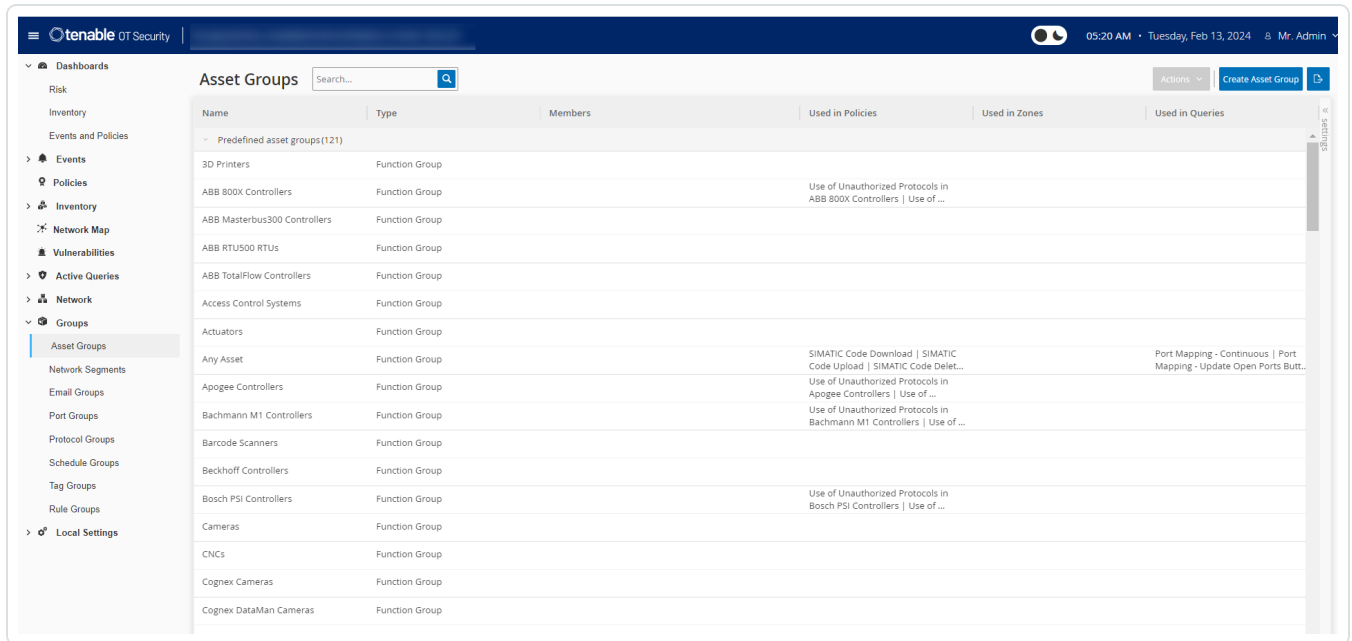 tenable OT Security
05:20 AM • Tuesday, Feb 13, 2024 Mr. Admin
Dashboards
Risk
Inventory
Events and Policies
Events
Policies
Inventory
Network Map
Vulnerabilities
Active Queries
Network
Groups
Asset Groups
Network Segments
Email Groups
Port Groups
Protocol Groups
Schedule Groups
Tag Groups
Rule Groups
Local Settings
Asset Groups Search... Actions Create Asset Group
Name Type Members Used in Policies Used in Zones Used in Queries
settings
Predefined asset groups (121)
3D Printers Function Group
ABB 800X Controllers Function Group Use of Unauthorized Protocols in
ABB 800X Controllers | Use of ...
ABB Masterbus300 Controllers Function Group
ABB RTU500 RTUs Function Group
ABB TotalFlow Controllers Function Group
Access Control Systems Function Group
Actuators Function Group
Any Asset Function Group SIMATIC Code Download | SIMATIC Port Mapping - Continuous | Port
Code Upload | SIMATIC Code Delet... Mapping - Update Open Ports Butt...
Apogee Controllers Function Group Use of Unauthorized Protocols in
Apogee Controllers | Use of ...
Bachmann M1 Controllers Function Group Use of Unauthorized Protocols in
Bachmann M1 Controllers | Use of ...
Barcode Scanners Function Group
Beckhoff Controllers Function Group
Bosch PSI Controllers Function Group Use of Unauthorized Protocols in
Bosch PSI Controllers | Use of ...
Cameras Function Group
CNCs Function Group
Cognex Cameras Function Group
Cognex DataMan Cameras Function Group